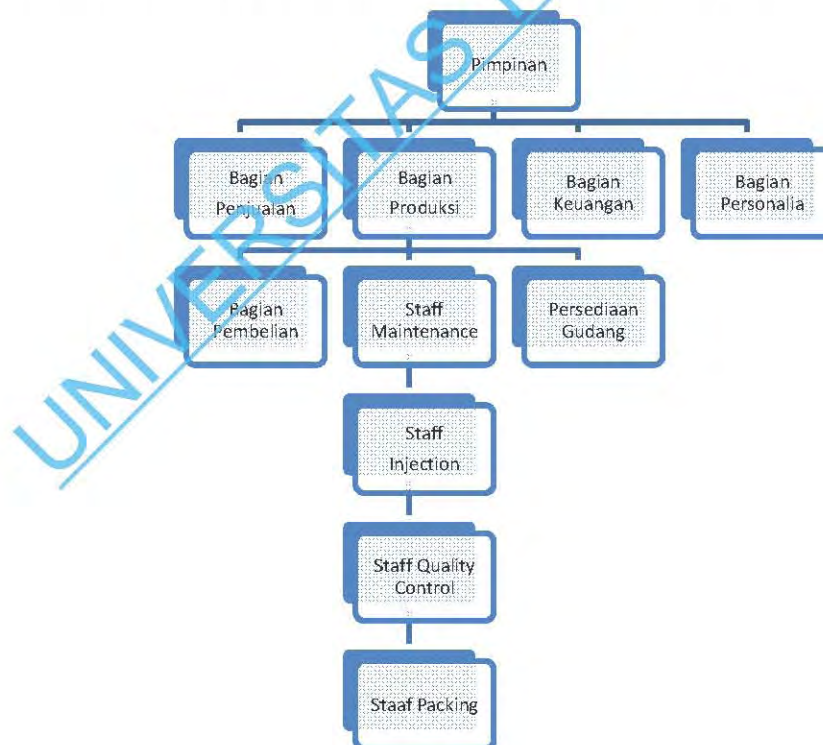 Pimpinan
Bagian
Penjualan
Bagian
Produksi
Bagian
Keuangan
Bagian
Personalia
Bagian
Pembelian
Staff
Maintenance
Persediaan
Gudang
Staff
Injection
Staff Quality
Control
Staaf Packing
UNIVERSITAS